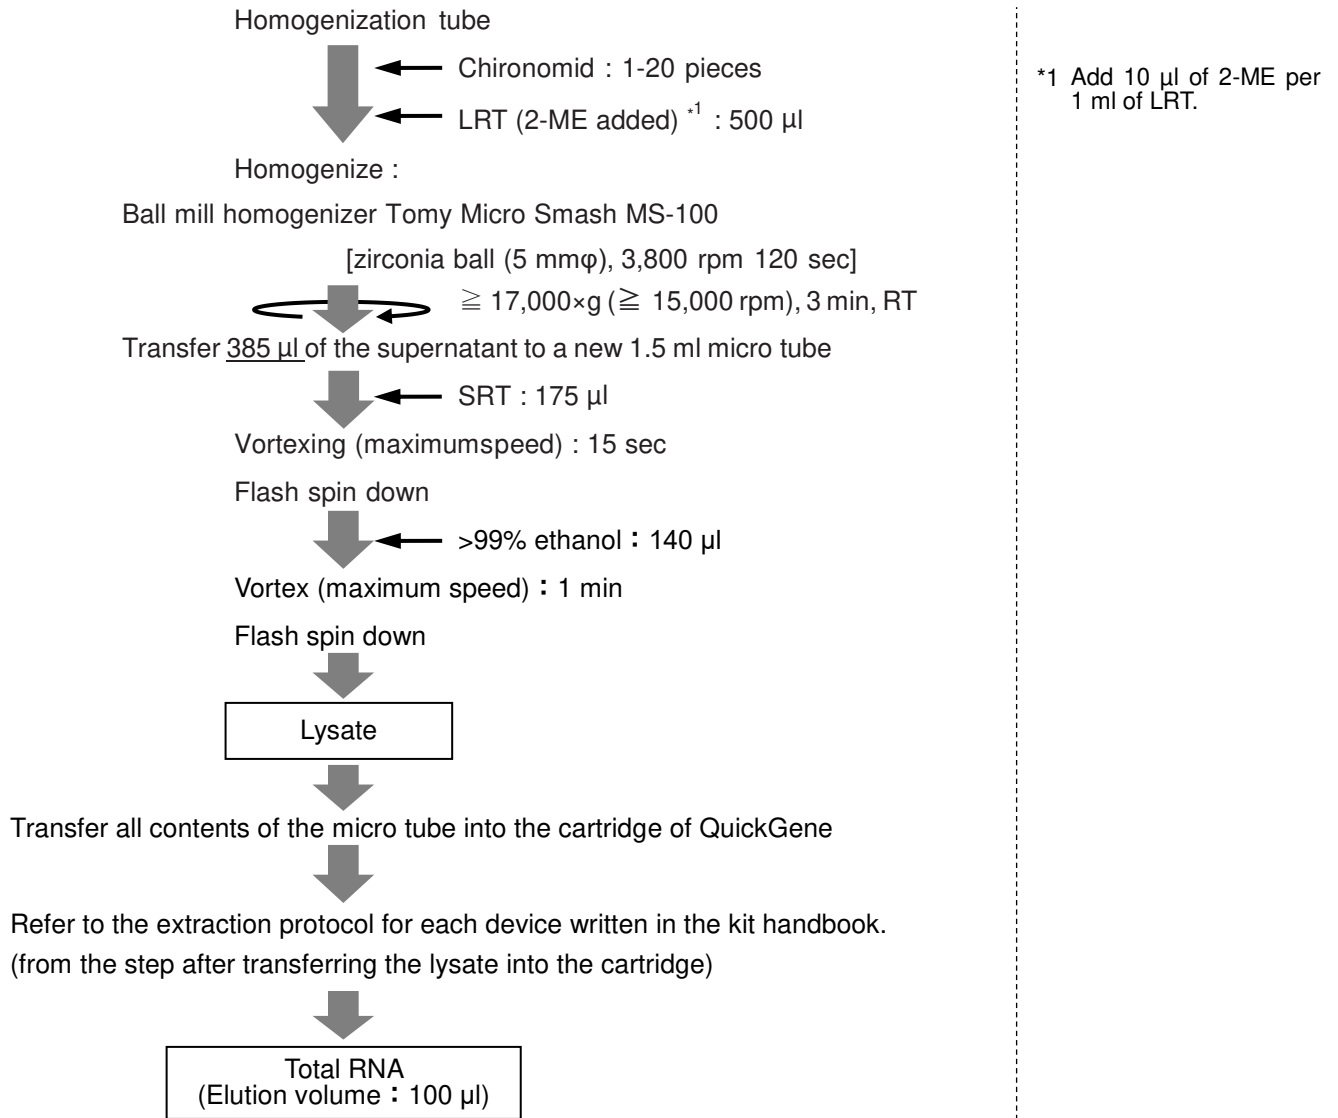 Homogenization tube
Chironomid : 1-20 pieces
LRT (2-ME added) *1 : 500 µl
*1 Add 10 µl of 2-ME per
1 ml of LRT.
Homogenize :
Ball mill homogenizer Tomy Micro Smash MS-100
[zirconia ball (5 mmφ), 3,800 rpm 120 sec]
≧ 17,000×g (≧ 15,000 rpm), 3 min, RT
Transfer 385 µl of the supernatant to a new 1.5 ml micro tube
SRT : 175 µl
Vortexing (maximumspeed) : 15 sec
Flash spin down
>99% ethanol：140 µl
Vortex (maximum speed)：1 min
Flash spin down
Lysate
Transfer all contents of the micro tube into the cartridge of QuickGene
Refer to the extraction protocol for each device written in the kit handbook.
(from the step after transferring the lysate into the cartridge)
Total RNA
(Elution volume：100 µl)